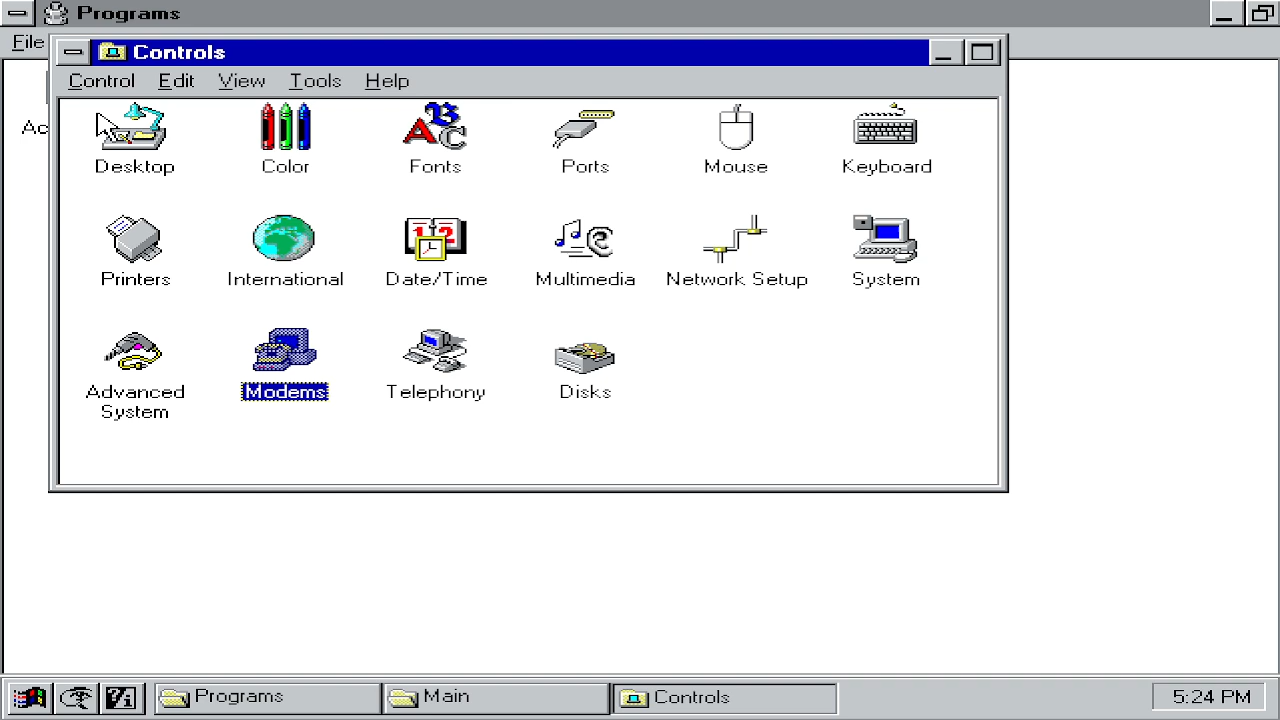 Programs
File
Controls
Control Edit View Tools Help
Ac
Desktop Color Fonts Ports Mouse Keyboard
Printers International Date/Time Multimedia Network Setup System
Advanced System Modems Telephony Disks
Programs Main Controls 5:24 PM